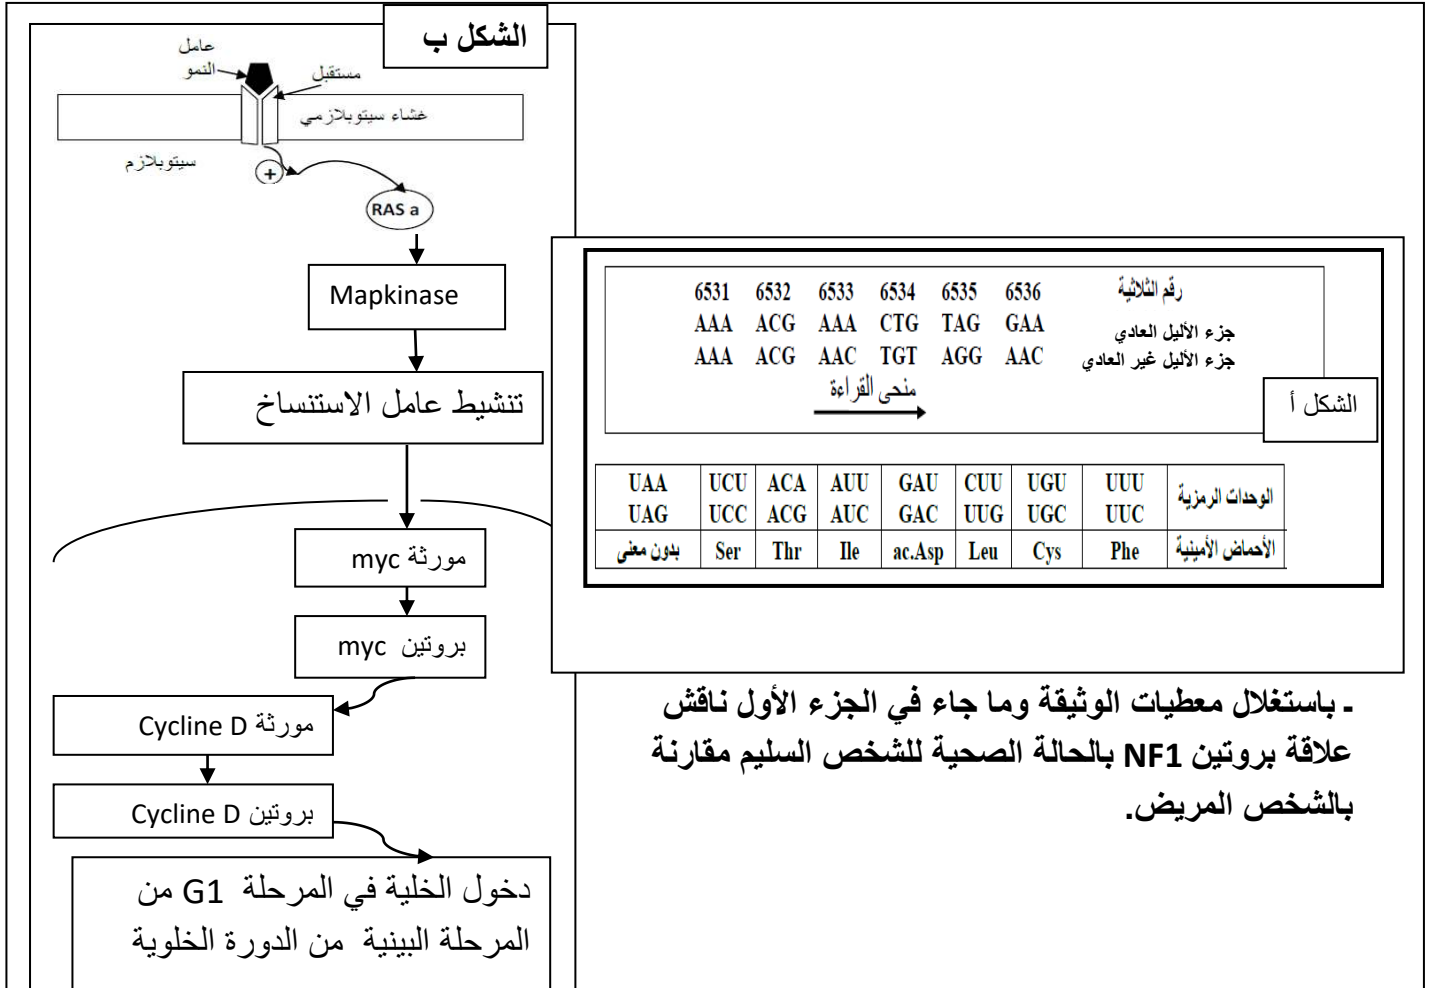 الشكل ب
عامل
النمو
مستقبل
غشاء سيتوبلازمي
سيتوبلازم
+
RAS a
Mapkinase
تنشيط عامل الاستنساخ
مورثة myc
بروتين myc
مورثة Cycline D
بروتين Cycline D
دخول الخلية في المرحلة G1 من
المرحلة البينية من الدورة الخلوية
الشكل أ
6531 6532 6533 6534 6535 6536 رقم الثلاثية
AAA ACG AAA CTG TAG GAA جزء الأليل العادي
AAA ACG AAC TGT AGG AAC جزء الأليل غير العادي
منحى القراءة
UAA UCU ACA AUU GAU CUU UGU UUU الوحدات الرمزية
UAG UCC ACG AUC GAC UUG UGC UUC
بدون معنى Ser Thr Ile ac.Asp Leu Cys Phe الأحماض الأمينية
ـ باستغلال معطيات الوثيقة وما جاء في الجزء الأول ناقش
علاقة بروتين NF1 بالحالة الصحية للشخص السليم مقارنة
بالشخص المريض.